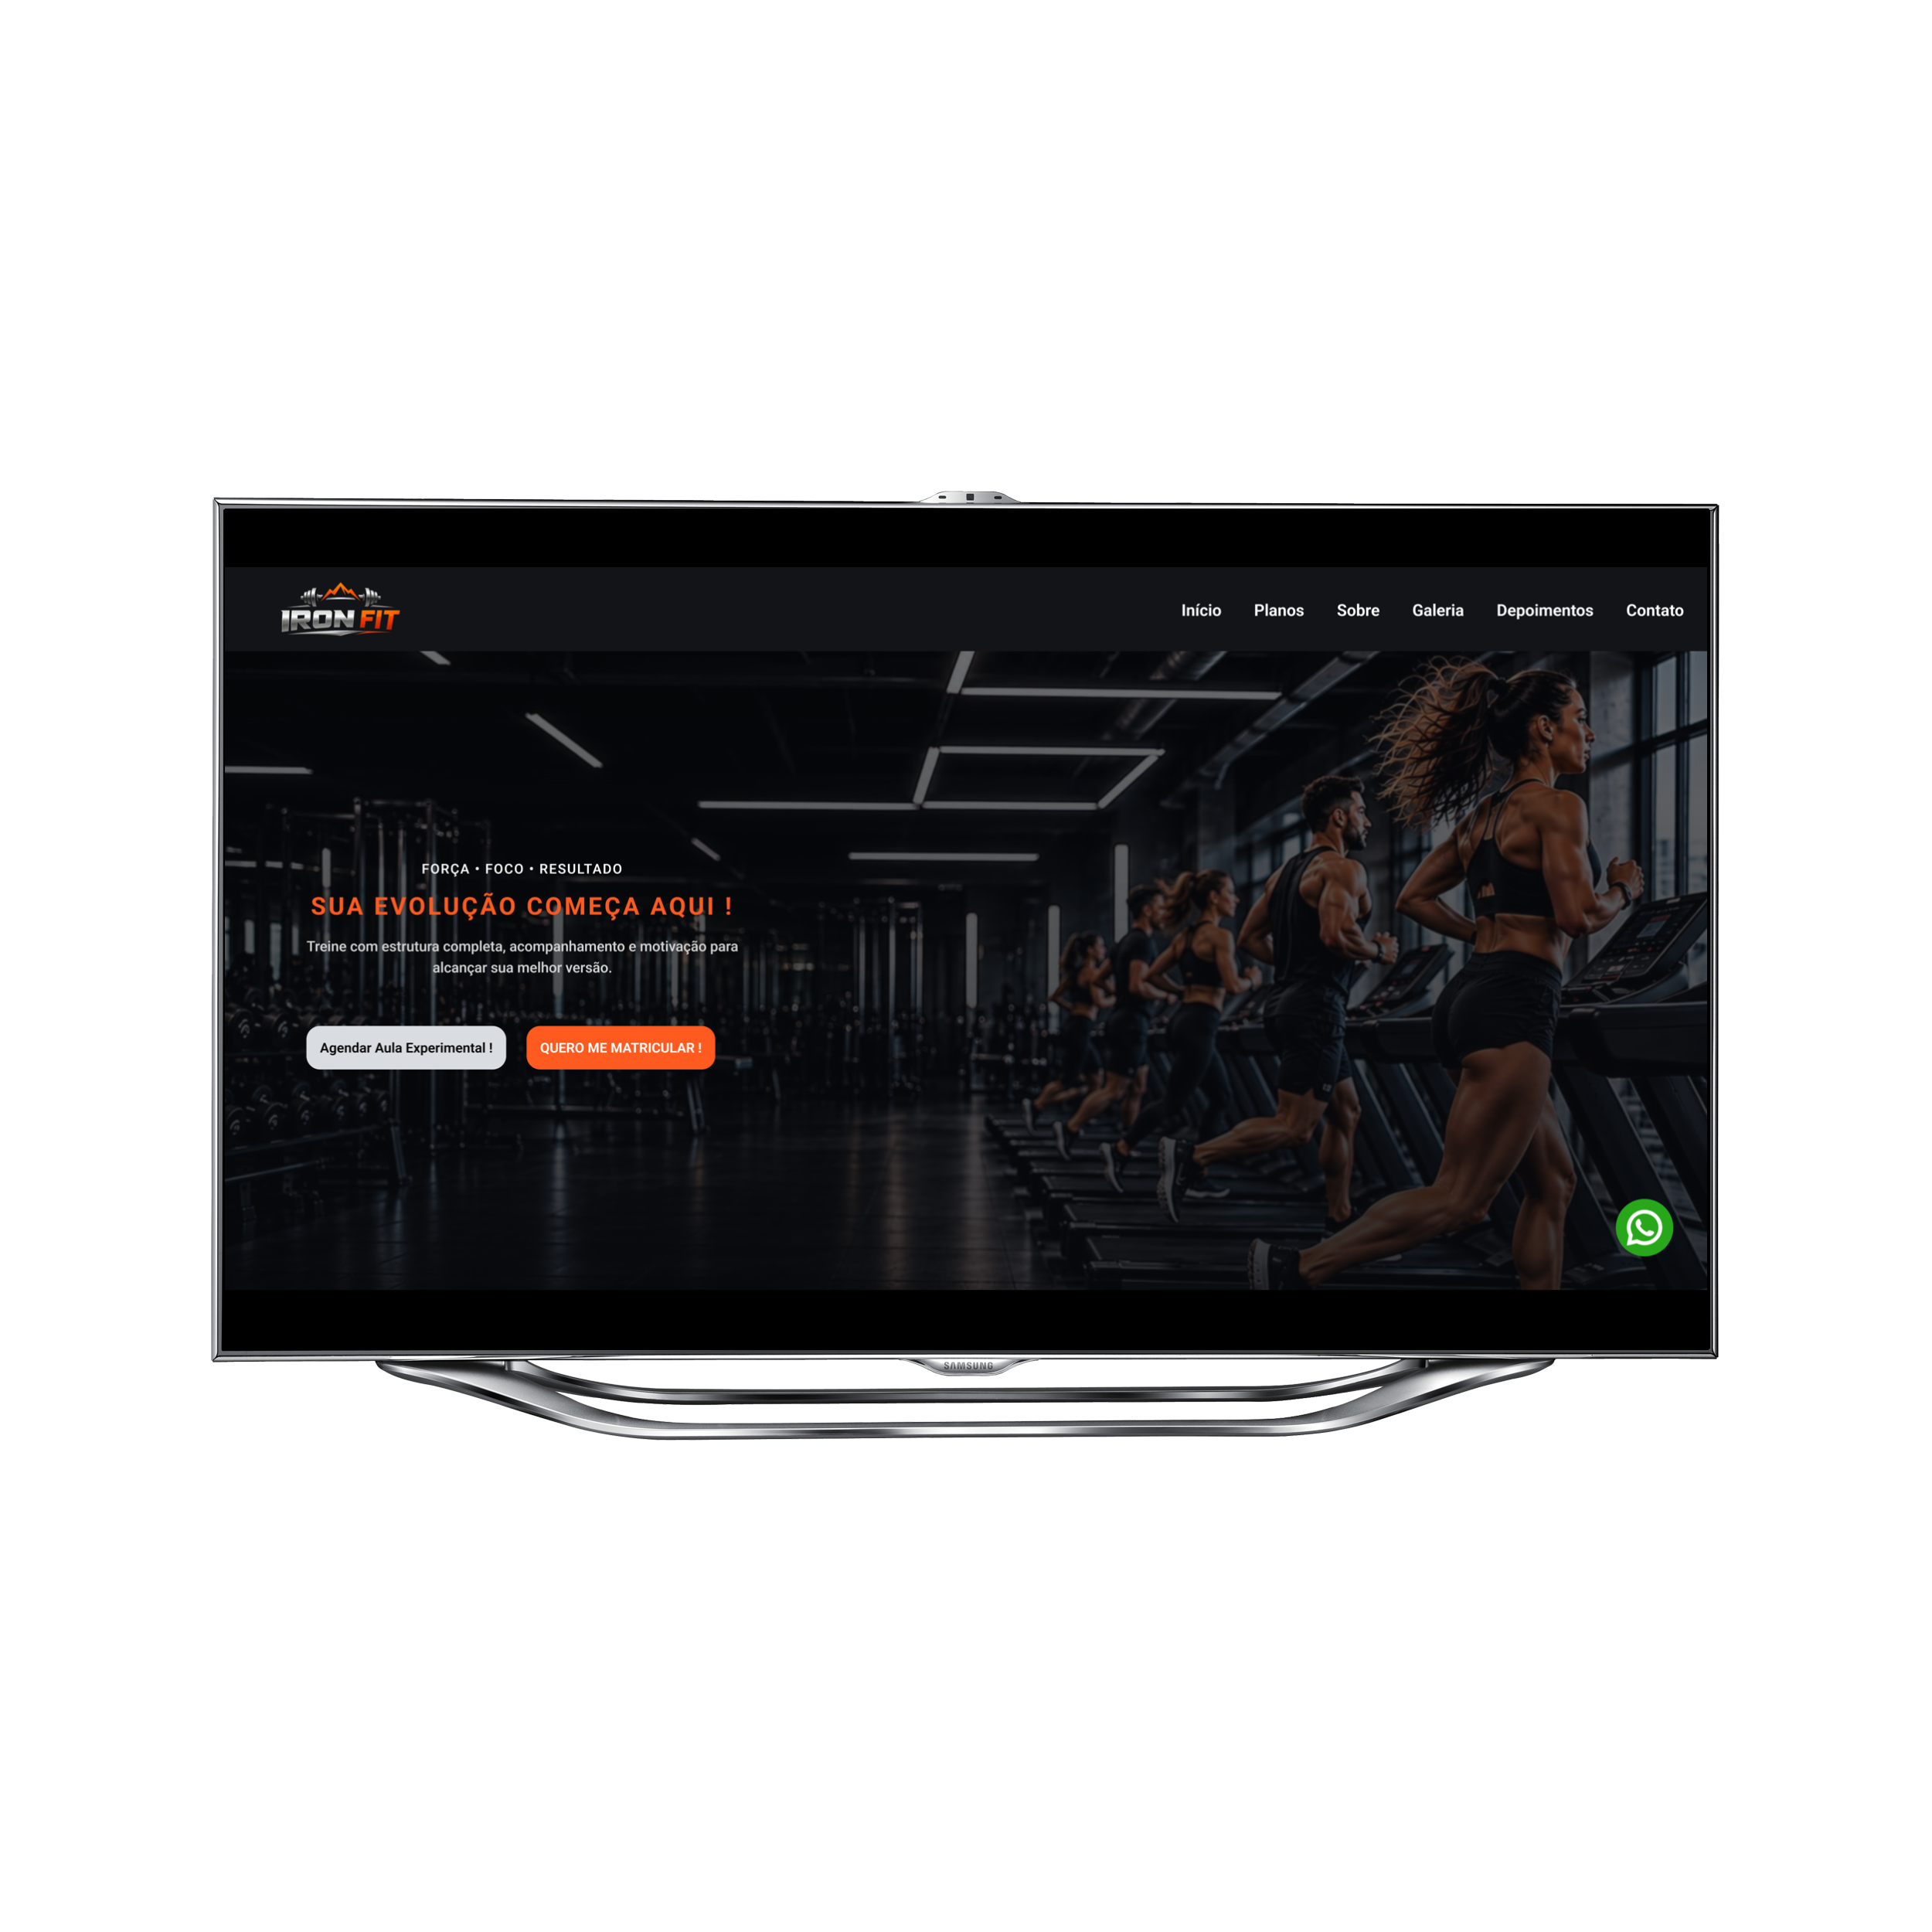 IRON FIT
Início Planos Sobre Galeria Depoimentos Contato
FORÇA • FOCO • RESULTADO
SUA EVOLUÇÃO COMEÇA AQUI !
Treine com estrutura completa, acompanhamento e motivação para
alcançar sua melhor versão.
Agendar Aula Experimental !
QUERO ME MATRICULAR !
SAMSUNG